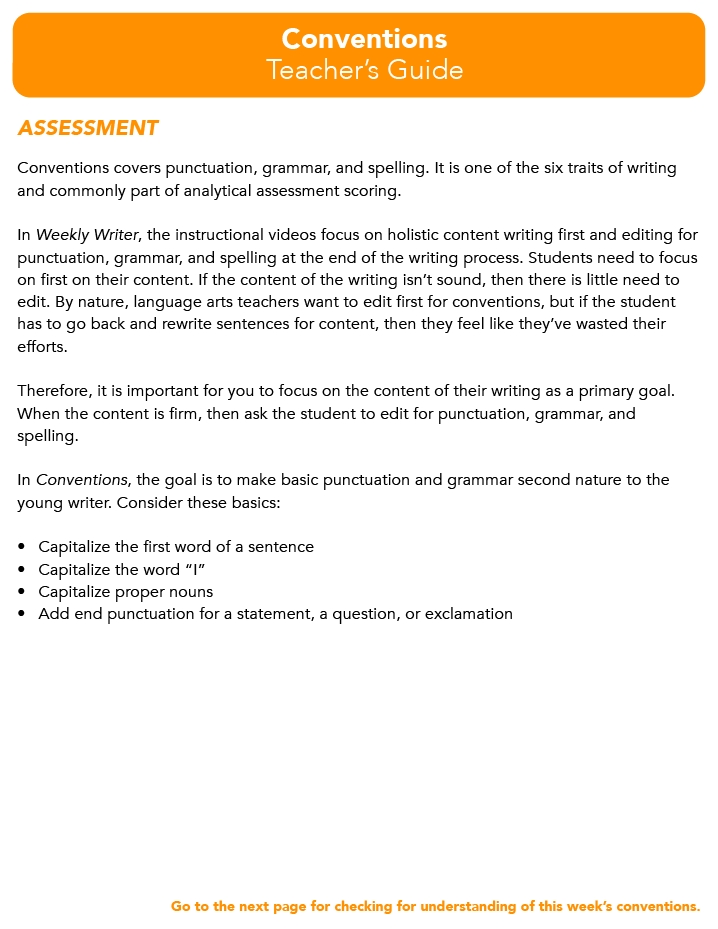 Conventions
Teacher’s Guide
ASSESSMENT
Conventions covers punctuation, grammar, and spelling. It is one of the six traits of writing
and commonly part of analytical assessment scoring.
In Weekly Writer, the instructional videos focus on holistic content writing first and editing for
punctuation, grammar, and spelling at the end of the writing process. Students need to focus
on first on their content. If the content of the writing isn’t sound, then there is little need to
edit. By nature, language arts teachers want to edit first for conventions, but if the student
has to go back and rewrite sentences for content, then they feel like they’ve wasted their
efforts.
Therefore, it is important for you to focus on the content of their writing as a primary goal.
When the content is firm, then ask the student to edit for punctuation, grammar, and
spelling.
In Conventions, the goal is to make basic punctuation and grammar second nature to the
young writer. Consider these basics:
• Capitalize the first word of a sentence
• Capitalize the word “I”
• Capitalize proper nouns
• Add end punctuation for a statement, a question, or exclamation
Go to the next page for checking for understanding of this week’s conventions.